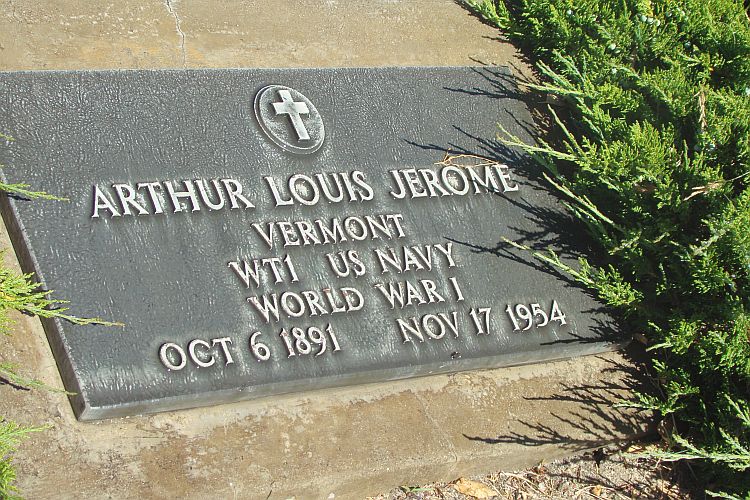 ARTHUR LOUIS JEROME
VERMONT
WT1 US NAVY
WORLD WAR I
OCT 6 1891 NOV 17 1954